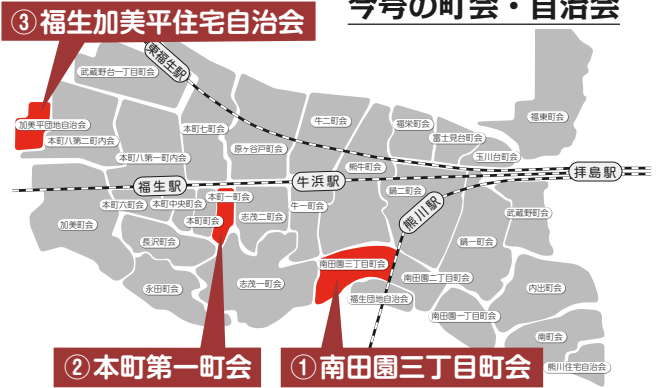 今号の町会・自治会
③福生加美平住宅自治会
東福生駅
武蔵野台一丁目町会
加美平団地自治会
本町八第二町内会
本町七町会
牛二町会
福栄町会
福東町会
富士見台町会
原ヶ谷戸町会
本町八第一町内会
熊牛町会
玉川台町会
福生駅
牛浜駅
拝島駅
本町一町会
鍋二町会
本町六町会
本町中央町会
牛一町会
熊川駅
武蔵野町会
加美町会
本町町会
志茂二町会
長沢町会
鍋一町会
南田園三丁目町会
南田園二丁目町会
永田町会
志茂一町会
内出町会
福生団地自治会
南田園一丁目町会
南町会
②本町第一町会
①南田園三丁目町会
熊川住宅自治会